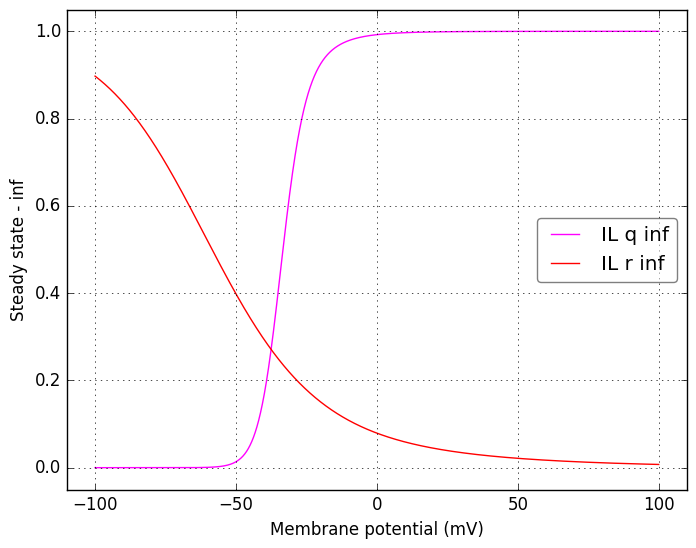 1.0
0.8
0.6
0.4
0.2
0.0
Steady state - inf
IL q inf
IL r inf
−100
−50
0
50
100
Membrane potential (mV)